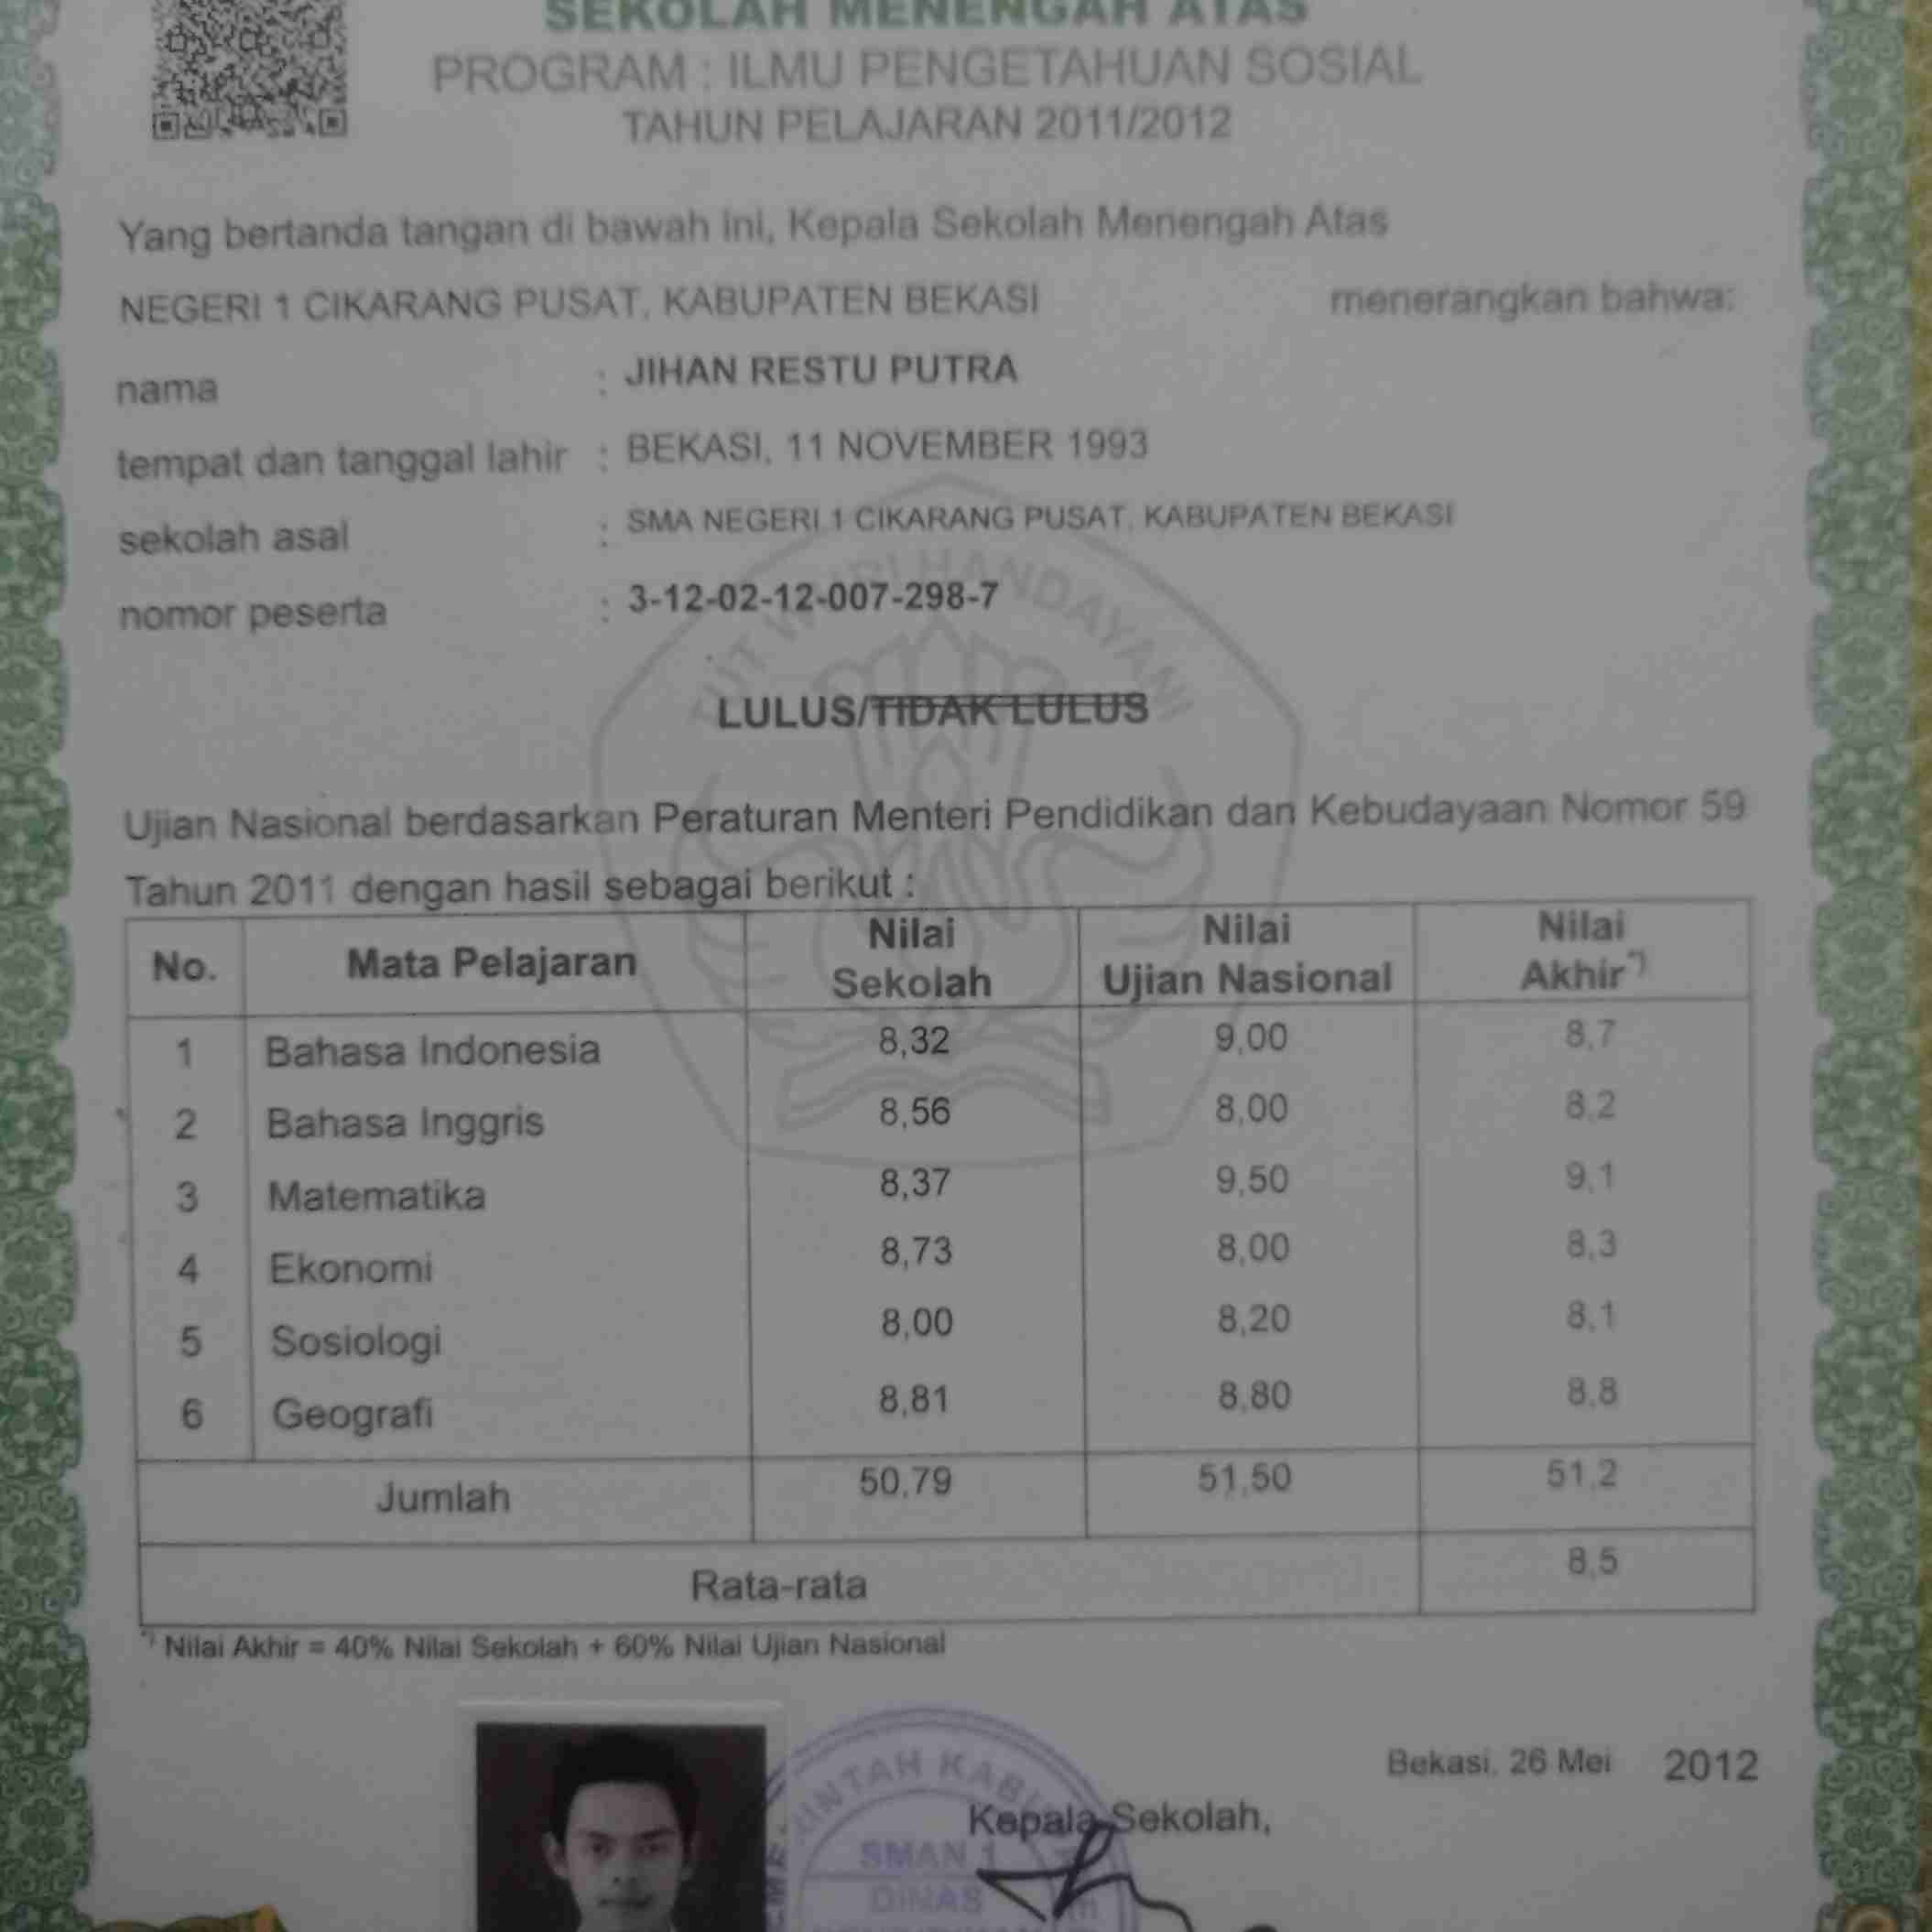 SEKOLAH MENENGAH ATAS
PROGRAM : ILMU PENGETAHUAN SOSIAL
TAHUN PELAJARAN 2011/2012
Yang bertanda tangan di bawah ini, Kepala Sekolah Menengah Atas
NEGERI 1 CIKARANG PUSAT, KABUPATEN BEKASI menerangkan bahwa:
nama : JIHAN RESTU PUTRA
tempat dan tanggal lahir : BEKASI, 11 NOVEMBER 1993
sekolah asal : SMA NEGERI 1 CIKARANG PUSAT, KABUPATEN BEKASI
nomor peserta : 3-12-02-12-007-298-7
HANDAYANI
LULUS/TIDAK LULUS
Ujian Nasional berdasarkan Peraturan Menteri Pendidikan dan Kebudayaan Nomor 59
Tahun 2011 dengan hasil sebagai berikut :
No. Mata Pelajaran Nilai Sekolah Nilai Ujian Nasional Nilai Akhir*)
1 Bahasa Indonesia 8,32 9,00 8,7
2 Bahasa Inggris 8,56 8,00 8,2
3 Matematika 8,37 9,50 9,1
4 Ekonomi 8,73 8,00 8,3
5 Sosiologi 8,00 8,20 8,1
6 Geografi 8,81 8,80 8,8
Jumlah 50,79 51,50 51,2
Rata-rata 8,5
*) Nilai Akhir = 40% Nilai Sekolah + 60% Nilai Ujian Nasional
Bekasi, 26 Mei 2012
Kepala Sekolah,
SMAN 1
DINAS